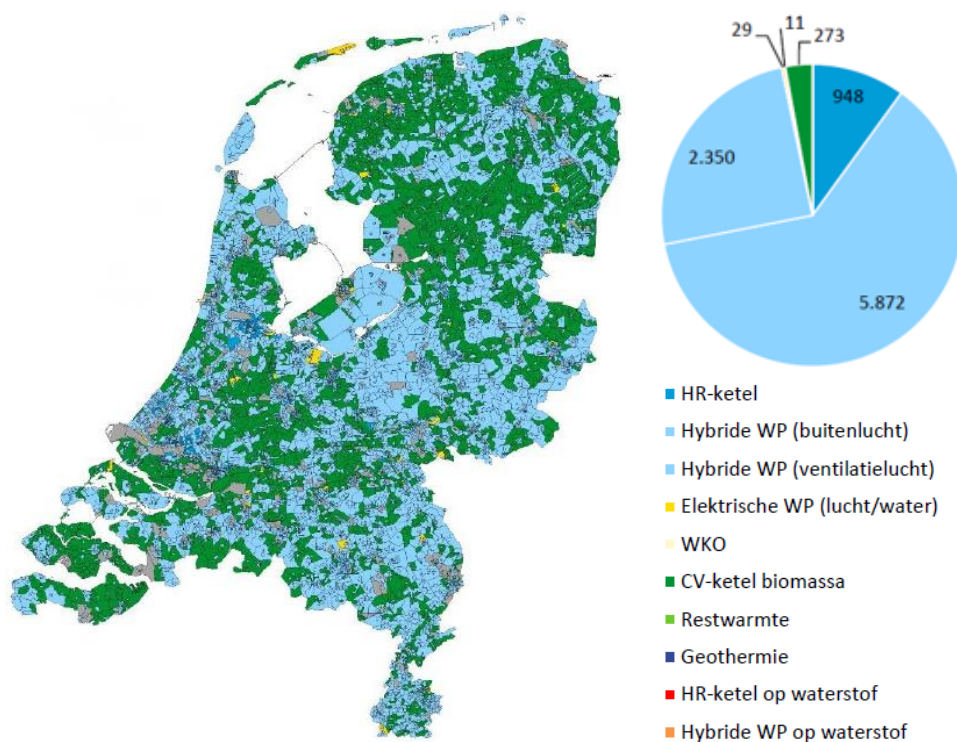 29
11
273
948
2.350
5.872
HR-ketel
Hybride WP (buitenlucht)
Hybride WP (ventilatielucht)
Elektrische WP (lucht/water)
WKO
CV-ketel biomassa
Restwarmte
Geothermie
HR-ketel op waterstof
Hybride WP op waterstof